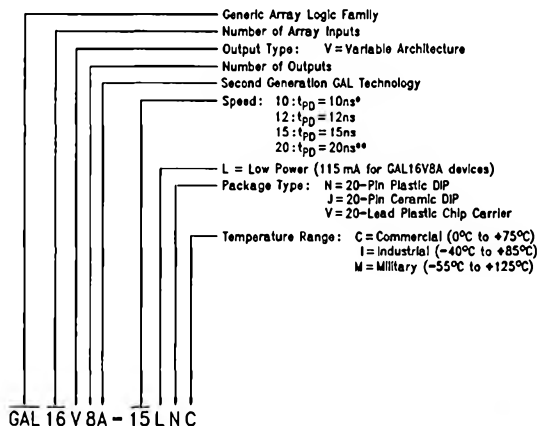 Generic Array Logic Family
Number of Array Inputs
Output Type: V = Variable Architecture
Number of Outputs
Second Generation GAL Technology
Speed: 10 : tPD = 10ns*
12 : tPD = 12ns
15 : tPD = 15ns
20 : tPD = 20ns**
L = Low Power (115 mA for GAL16V8A devices)
Package Type: N = 20-Pin Plastic DIP
J = 20-Pin Ceramic DIP
V = 20-Lead Plastic Chip Carrier
Temperature Range: C = Commercial (0°C to +75°C)
I = Industrial (-40°C to +85°C)
M = Military (-55°C to +125°C)
GAL 16 V 8A - 15 L N C